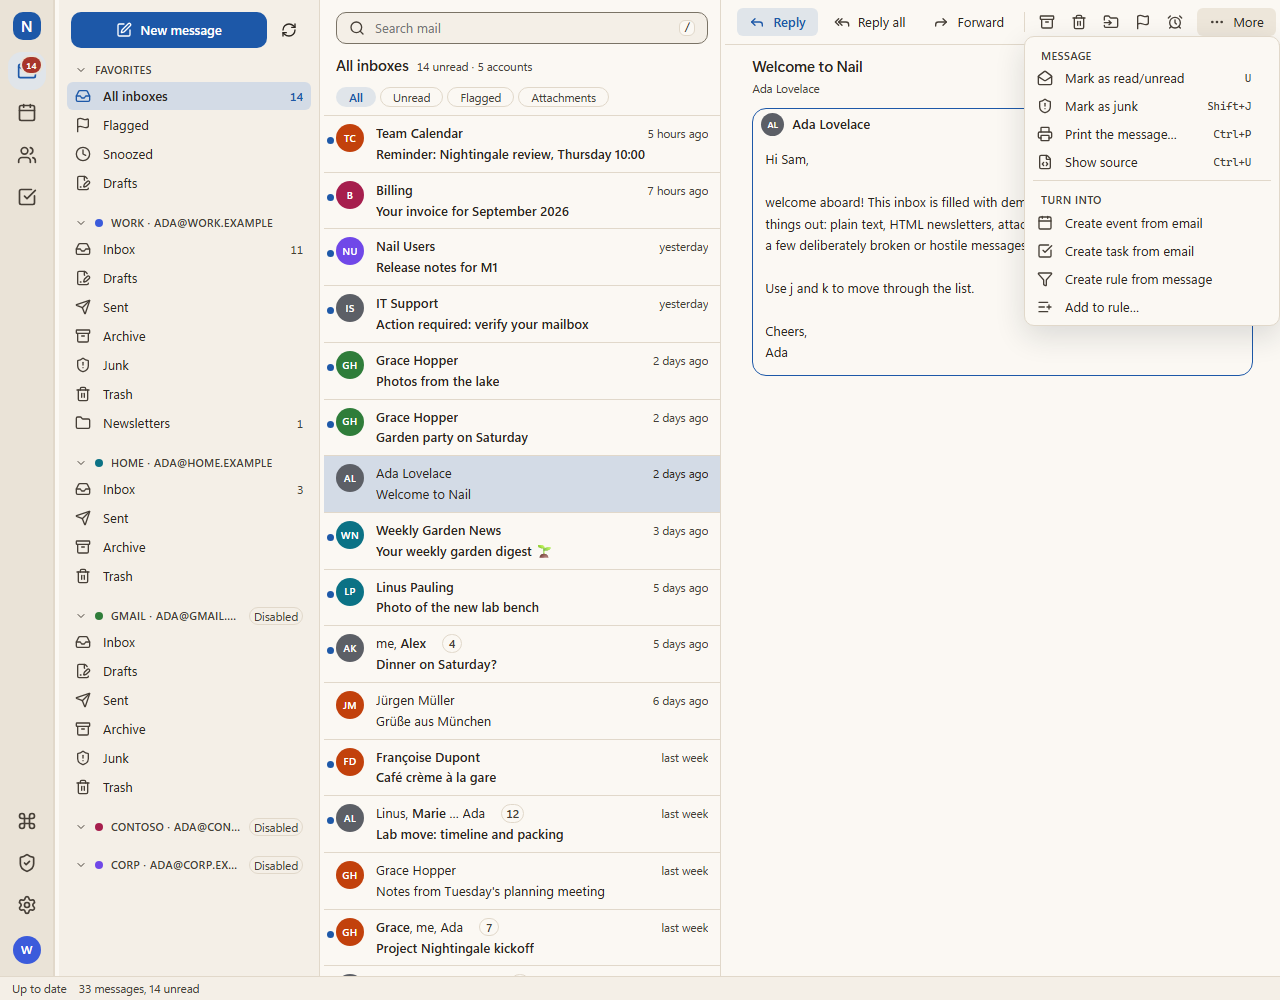 N
14
W
New message
FAVORITES
All inboxes 14
Flagged
Snoozed
Drafts
WORK · ADA@WORK.EXAMPLE
Inbox 11
Drafts
Sent
Archive
Junk
Trash
Newsletters 1
HOME · ADA@HOME.EXAMPLE
Inbox 3
Sent
Archive
Trash
GMAIL · ADA@GMAIL.... Disabled
Inbox
Drafts
Sent
Archive
Junk
Trash
CONTOSO · ADA@CON... Disabled
CORP · ADA@CORP.EX... Disabled
Search mail /
All inboxes 14 unread · 5 accounts
All Unread Flagged Attachments
TC Team Calendar 5 hours ago
Reminder: Nightingale review, Thursday 10:00
B Billing 7 hours ago
Your invoice for September 2026
NU Nail Users yesterday
Release notes for M1
IS IT Support yesterday
Action required: verify your mailbox
GH Grace Hopper 2 days ago
Photos from the lake
GH Grace Hopper 2 days ago
Garden party on Saturday
AL Ada Lovelace 2 days ago
Welcome to Nail
WN Weekly Garden News 3 days ago
Your weekly garden digest 🌱
LP Linus Pauling 5 days ago
Photo of the new lab bench
AK me, Alex 4 5 days ago
Dinner on Saturday?
JM Jürgen Müller 6 days ago
Grüße aus München
FD Françoise Dupont last week
Café crème à la gare
AL Linus, Marie ... Ada 12 last week
Lab move: timeline and packing
GH Grace Hopper last week
Notes from Tuesday's planning meeting
GH Grace, me, Ada 7 last week
Project Nightingale kickoff
Reply Reply all Forward More
Welcome to Nail
Ada Lovelace
AL Ada Lovelace
Hi Sam,
welcome aboard! This inbox is filled with
things out: plain text, HTML newsletters,
a few deliberately broken or hostile messages
Use j and k to move through the list.
Cheers,
Ada
MESSAGE
Mark as read/unread U
Mark as junk Shift+J
Print the message... Ctrl+P
Show source Ctrl+U
TURN INTO
Create event from email
Create task from email
Create rule from message
Add to rule...
Up to date 33 messages, 14 unread